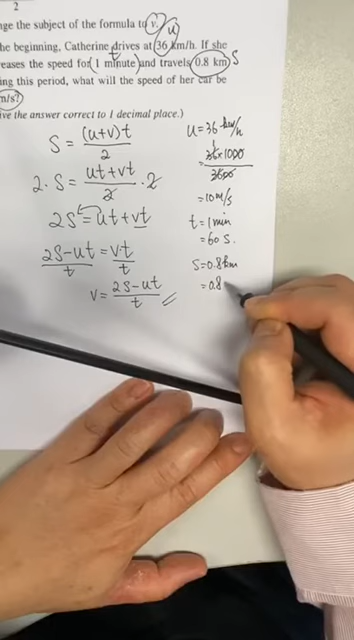 2
nge the subject of the formula to v.
u
he beginning, Catherine drives at 36 km/h. If she
t
eases the speed for (1 minute) and travels 0.8 km S
ing this period, what will the speed of her car be
m/s?
ive the answer correct to 1 decimal place.)
S = (u+v)t / 2
2 · S = ut+vt / 2 · 2
2S = ut+vt
2S-ut / t = vt / t
v = 2S-ut / t
u = 36 km/h
= 36×1000 / 3600
= 10 m/s
t = 1 min
= 60 s.
S = 0.8 km
= 0.8